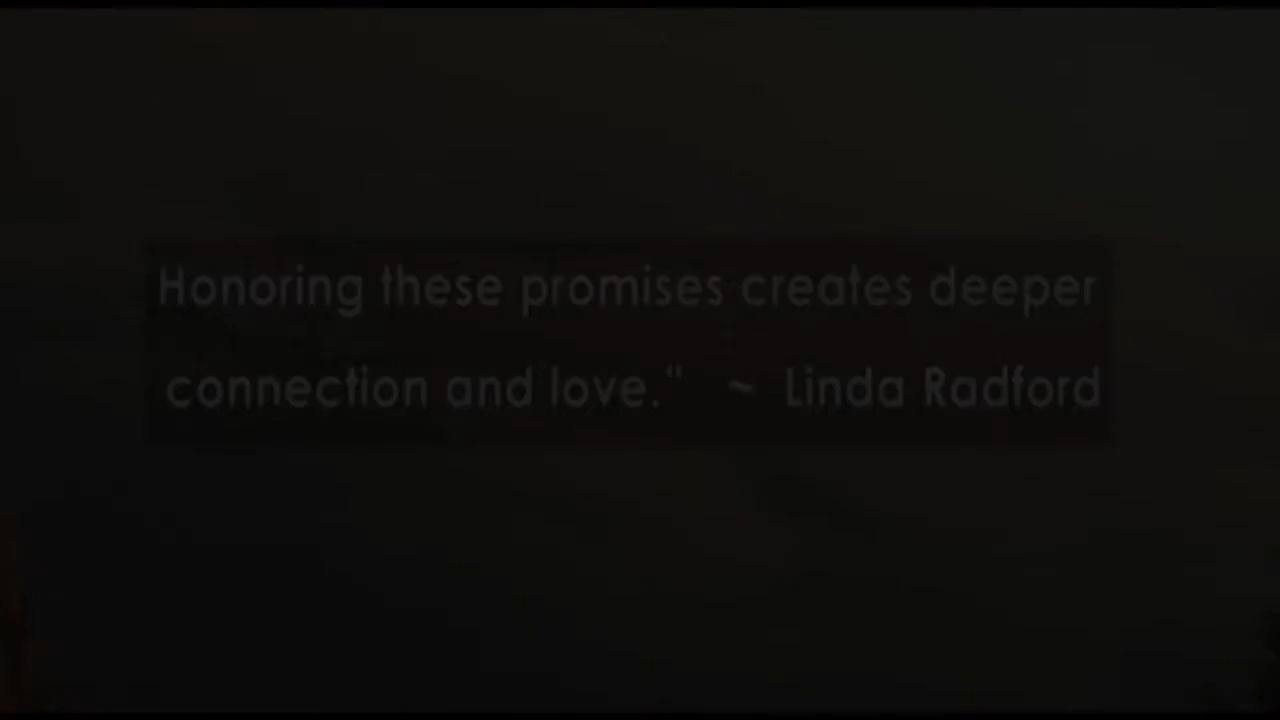 Honoring these promises creates deeper
connection and love." ~ Linda Radford